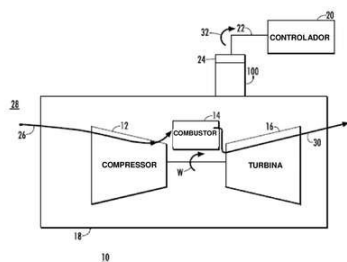 20
32
22
CONTROLADOR
24
100
28
12
14
16
COMBUSTOR
26
30
COMPRESSOR
TURBINA
W
18
10